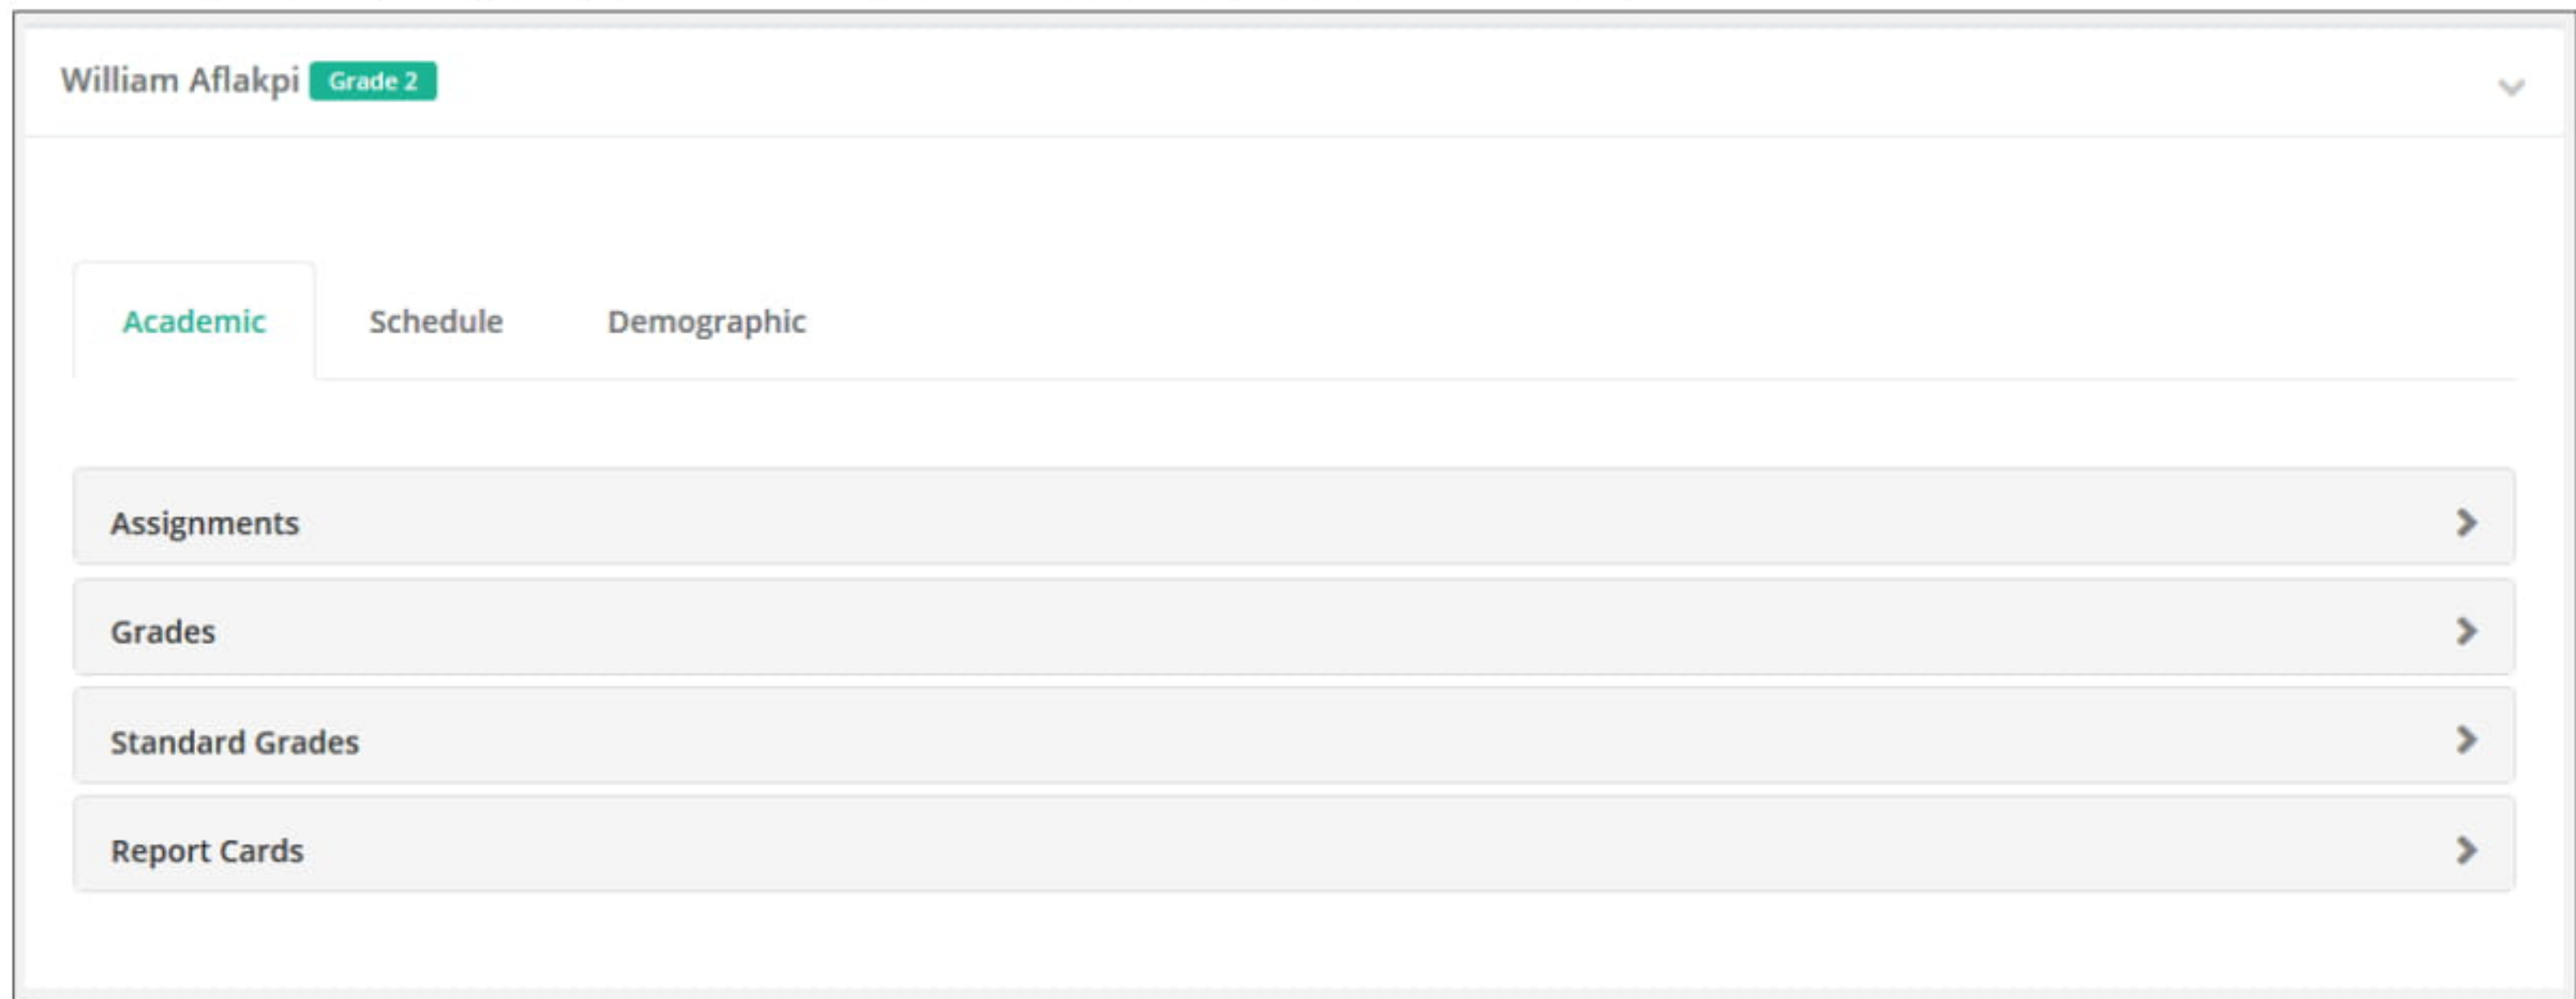 William Aflakpi Grade 2
Academic Schedule Demographic
Assignments
Grades
Standard Grades
Report Cards